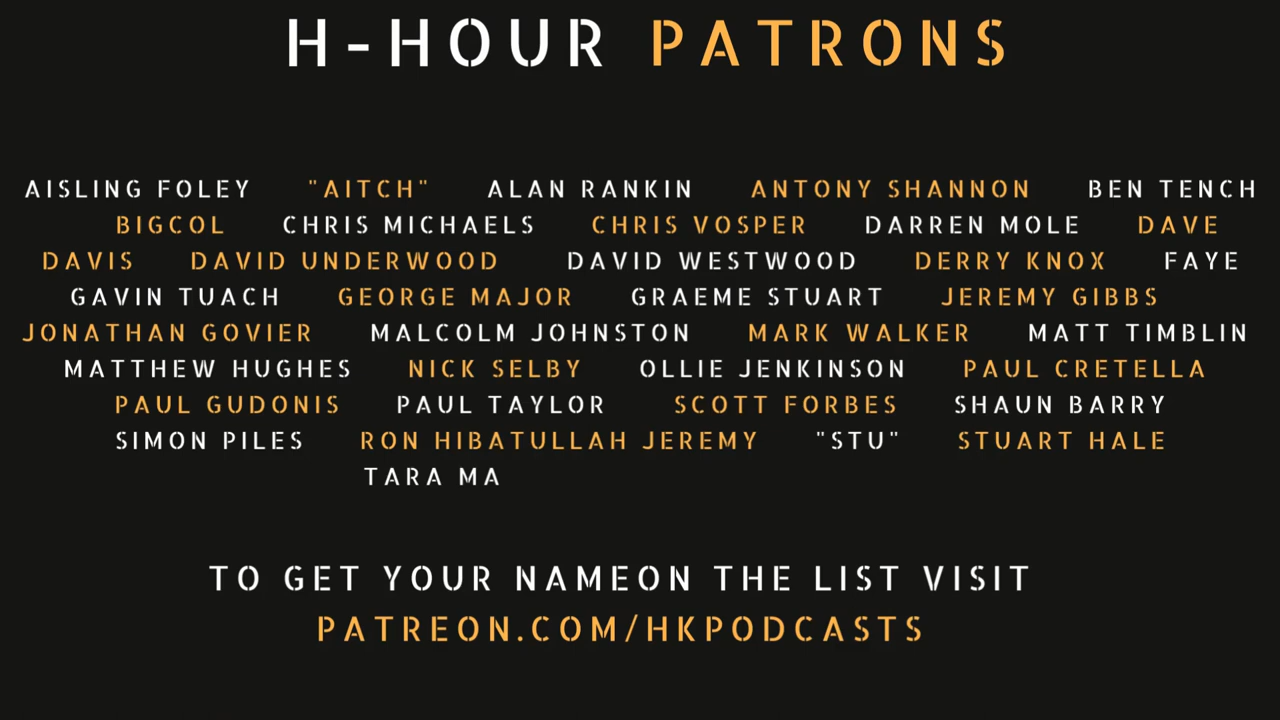 H-HOUR PATRONS
AISLING FOLEY "AITCH" ALAN RANKIN ANTONY SHANNON BEN TENCH
BIGCOL CHRIS MICHAELS CHRIS VOSPER DARREN MOLE DAVE
DAVIS DAVID UNDERWOOD DAVID WESTWOOD DERRY KNOX FAYE
GAVIN TUACH GEORGE MAJOR GRAEME STUART JEREMY GIBBS
JONATHAN GOVIER MALCOLM JOHNSTON MARK WALKER MATT TIMBLIN
MATTHEW HUGHES NICK SELBY OLLIE JENKINSON PAUL CRETELLA
PAUL GUDONIS PAUL TAYLOR SCOTT FORBES SHAUN BARRY
SIMON PILES RON HIBATULLAH JEREMY "STU" STUART HALE
TARA MA
TO GET YOUR NAMEON THE LIST VISIT
PATREON.COM/HKPODCASTS